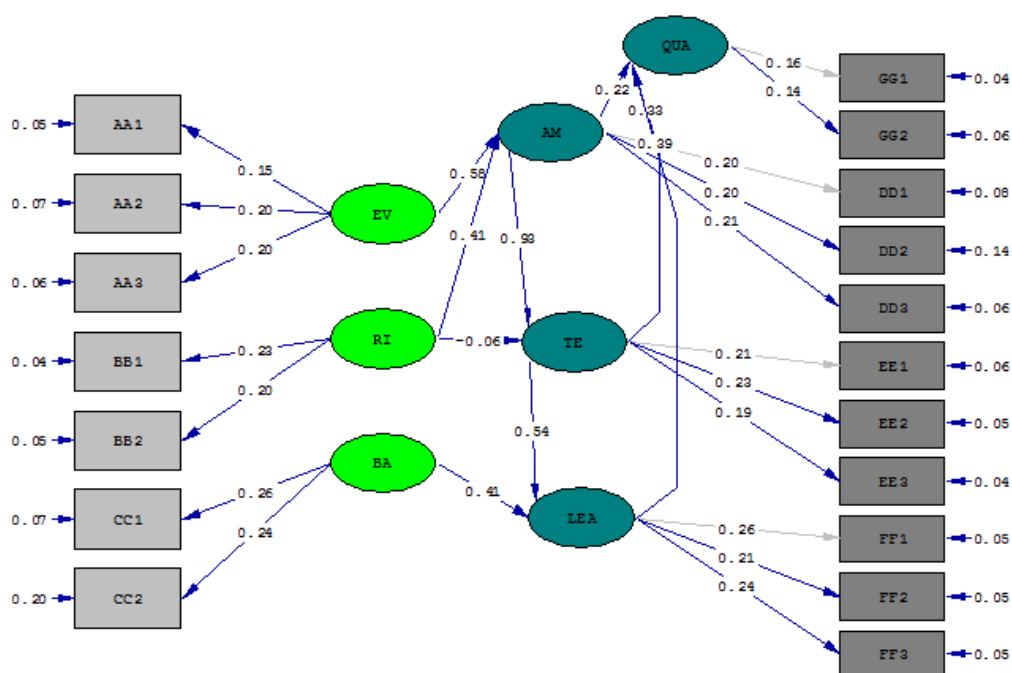 QUA
0.16
GG1
0.04
0.14
0.22
0.33
GG2
0.06
0.05
AA1
AM
0.39
0.20
DD1
0.08
0.15
0.20
0.07
AA2
0.20
0.58
EV
0.21
0.41
0.93
DD2
0.14
0.20
0.06
AA3
DD3
0.06
0.04
BB1
0.23
RI
-0.06
TE
0.21
EE1
0.06
0.20
0.23
0.19
EE2
0.05
0.05
BB2
0.54
BA
0.26
0.41
EE3
0.04
0.07
CC1
LEA
0.24
0.26
FF1
0.05
0.21
0.24
0.20
CC2
FF2
0.05
FF3
0.05